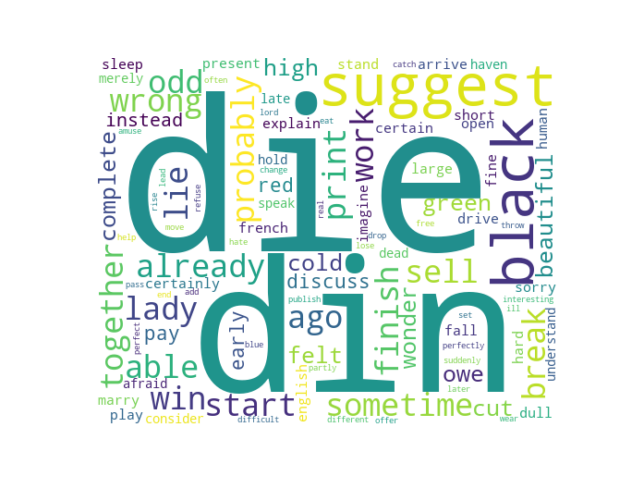 sleep
present
high
stand
catch
arrive
haven
merely
odd
often
suggest
wrong
late
lord
instead
amuse
probably
explain
eat
print
work
certain
short
open
black
human
die
complete
lie
rise
lead
move
refuse
hold
change
red
speak
french
hate
real
imagine
large
green
free
drive
fine
throw
beautiful
drop
lose
help
together
already
cold
dead
sell
sorry
pass
certainly
discuss
interesting
end
add
publish
din
ill
lady
ago
finish
wonder
set
fall
break
understand
hard
perfect
pay
early
blue
felt
perfectly
able
partly
suddenly
owe
afraid
later
marry
win
start
english
sometime
cut
dull
play
consider
difficult
different
offer
wear